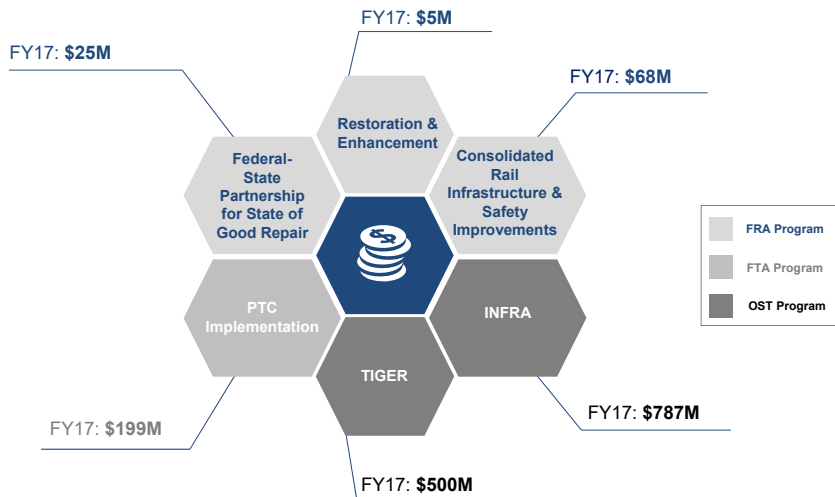 FY17: $5M
FY17: $25M
FY17: $68M
Restoration &
Enhancement
Federal-
State
Partnership
for State of
Good Repair
Consolidated
Rail
Infrastructure &
Safety
Improvements
PTC
Implementation
INFRA
TIGER
FRA Program
FTA Program
OST Program
FY17: $199M
FY17: $787M
FY17: $500M